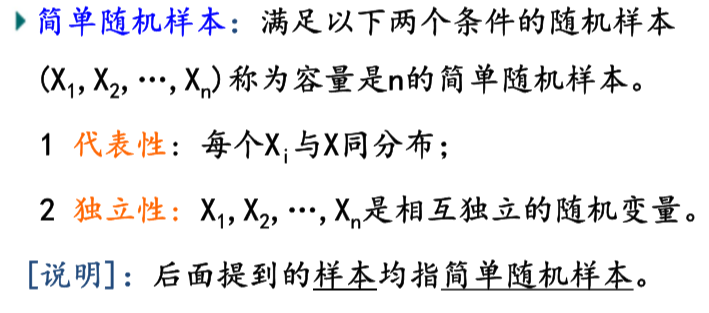 简单随机样本：满足以下两个条件的随机样本
(X₁,X₂,⋯,Xₙ)称为容量是n的简单随机样本。
1 代表性：每个Xᵢ与X同分布；
2 独立性：X₁,X₂,⋯,Xₙ是相互独立的随机变量。
[说明]：后面提到的样本均指简单随机样本。